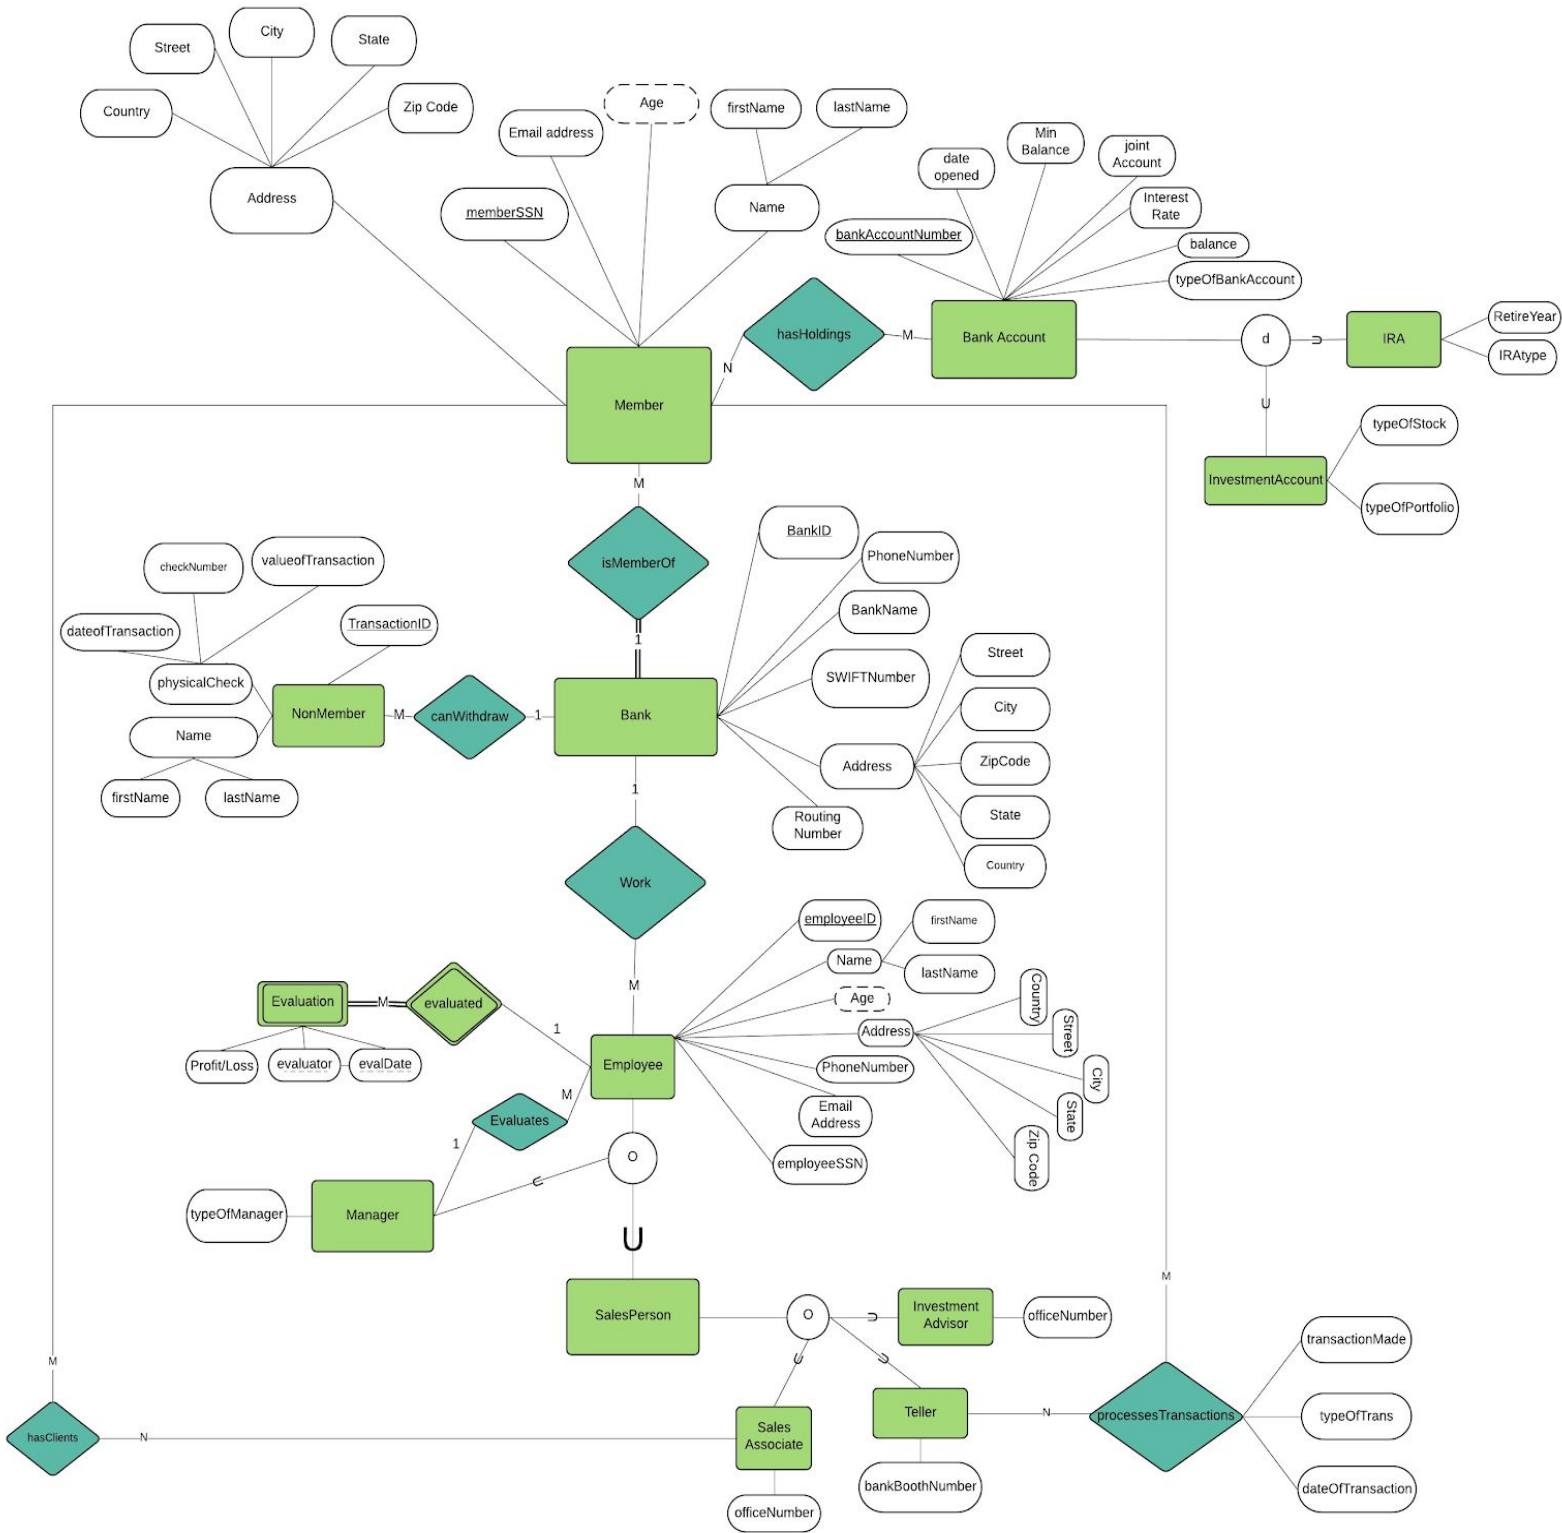 City
State
Street
Country
Zip Code
Address
Age
firstName
lastName
Email address
memberSSN
Name
Min
Balance
joint
Account
date
opened
Interest
Rate
bankAccountNumber
balance
typeOfBankAccount
hasHoldings
M
N
Bank Account
d
U
IRA
RetireYear
IRAtype
Member
U
typeOfStock
InvestmentAccount
typeOfPortfolio
M
isMemberOf
1
BankID
PhoneNumber
BankName
SWIFTNumber
Address
Routing
Number
Street
City
ZipCode
State
Country
checkNumber
valueofTransaction
dateofTransaction
TransactionID
physicalCheck
Name
firstName
lastName
NonMember
M
canWithdraw
1
Bank
1
Work
M
employeeID
firstName
Name
lastName
Age
Address
Country
Street
City
State
Zip Code
PhoneNumber
Email
Address
employeeSSN
Evaluation
M
evaluated
1
Profit/Loss
evaluator
evalDate
Employee
M
Evaluates
1
O
U
typeOfManager
Manager
U
SalesPerson
O
U
Investment
Advisor
officeNumber
U
U
M
transactionMade
M
Teller
N
processesTransactions
typeOfTrans
hasClients
N
Sales
Associate
bankBoothNumber
dateOfTransaction
officeNumber